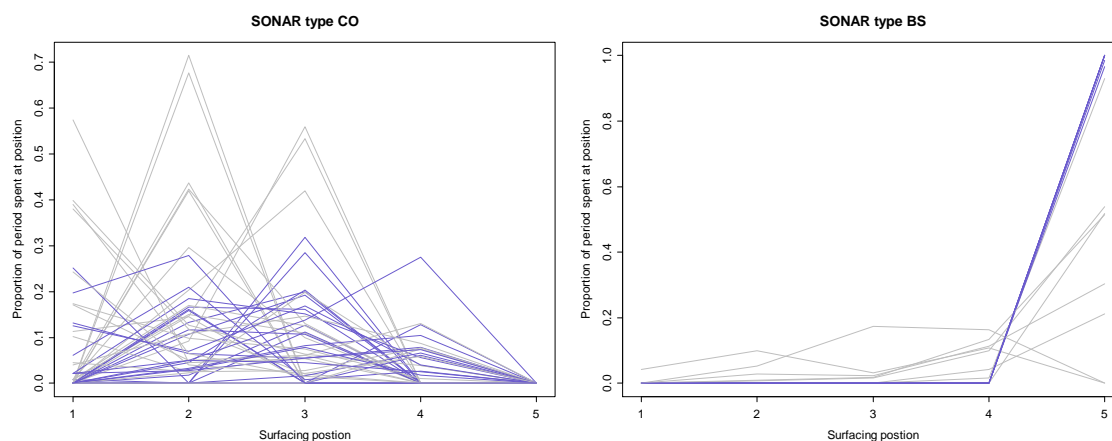 SONAR type CO
Proportion of period spent at position
0.7
0.6
0.5
0.4
0.3
0.2
0.1
0.0
1 2 3 4 5
Surfacing postion
SONAR type BS
Proportion of period spent at position
1.0
0.8
0.6
0.4
0.2
0.0
1 2 3 4 5
Surfacing postion